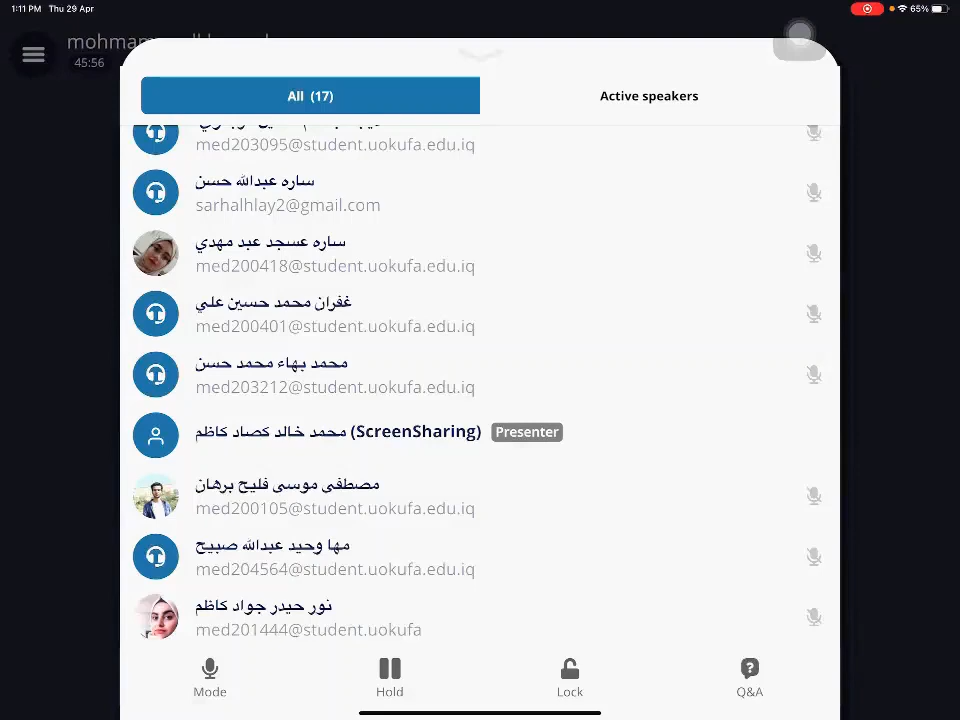 1:11 PM Thu 29 Apr
65%
45:56
All (17)
Active speakers
med203095@student.uokufa.edu.iq
ساره عبدالله حسن
sarhalhlay2@gmail.com
ساره عسجد عبد مهدي
med200418@student.uokufa.edu.iq
غفران محمد حسين علي
med200401@student.uokufa.edu.iq
محمد بهاء محمد حسن
med203212@student.uokufa.edu.iq
محمد خالد كصاد كاظم (ScreenSharing) Presenter
مصطفى موسى فليح برهان
med200105@student.uokufa.edu.iq
مها وحيد عبدالله صبيح
med204564@student.uokufa.edu.iq
نور حيدر جواد كاظم
med201444@student.uokufa
Mode
Hold
Lock
Q&A